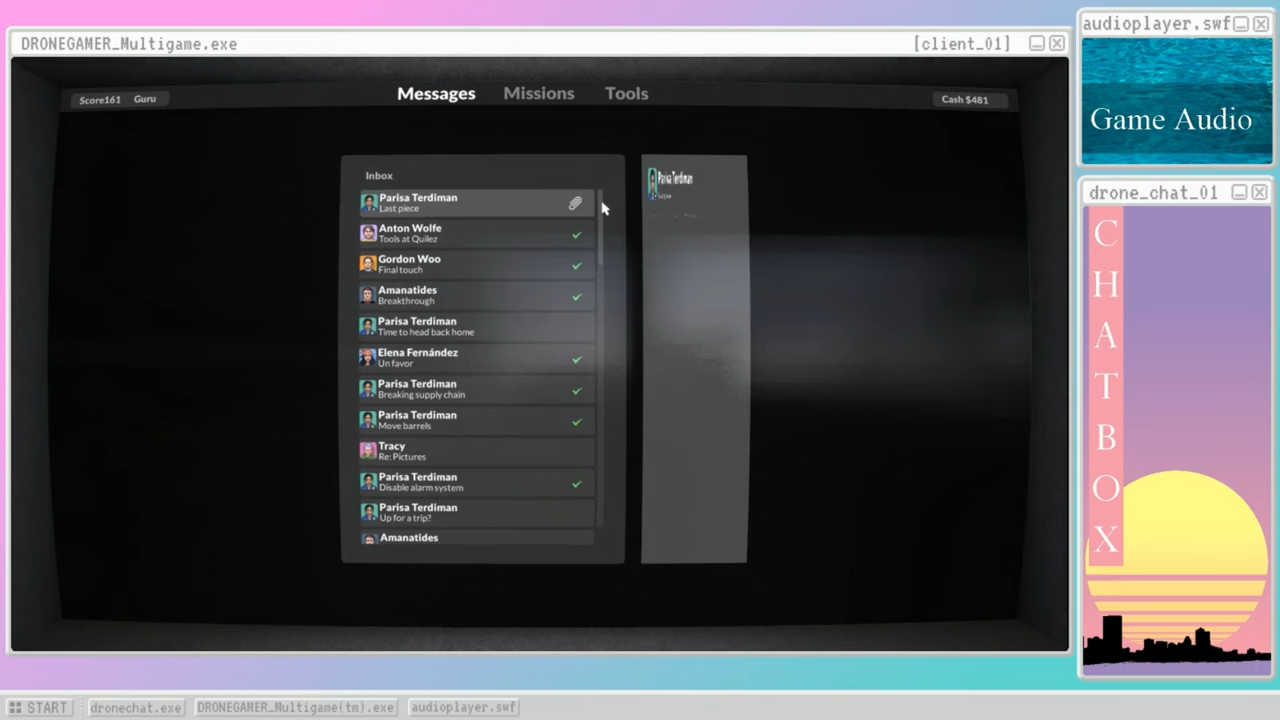 DRONEGAMER_Multigame.exe
[client_01]
Score161 Guru
Messages Missions Tools
Cash $481
Inbox
Parisa Terdiman
Last piece
Anton Wolfe
Tools at Quilez
Gordon Woo
Final touch
Amanatides
Breakthrough
Parisa Terdiman
Time to head back home
Elena Fernández
Un favor
Parisa Terdiman
Breaking supply chain
Parisa Terdiman
Move barrels
Tracy
Re: Pictures
Parisa Terdiman
Disable alarm system
Parisa Terdiman
Up for a trip?
Amanatides
Parisa Terdiman
audioplayer.swf
Game Audio
drone_chat_01
CHATBOX
START
dronechat.exe
DRONEGAMER_Multigame(tm).exe
audioplayer.swf